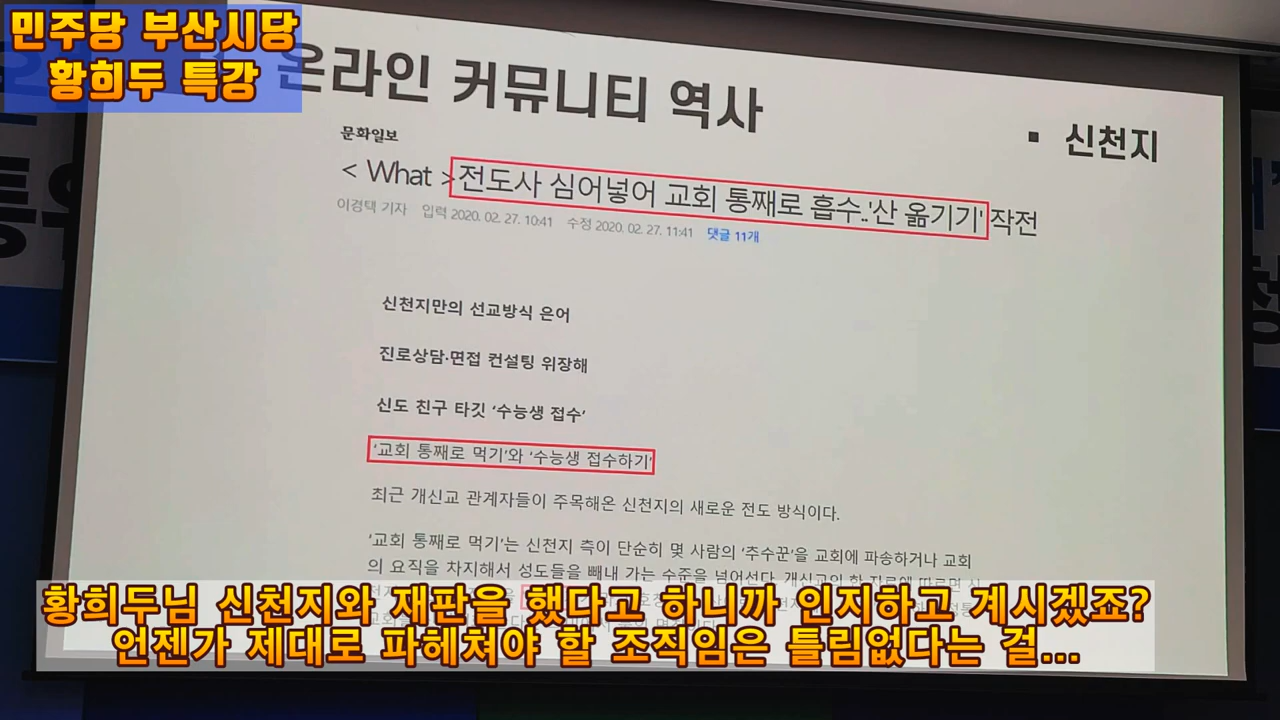 민주당 부산시당
황희두 특강
온라인 커뮤니티 역사
▪ 신천지
문화일보
< What >전도사 심어넣어 교회 통째로 흡수..'산 옮기기' 작전
이경택 기자 입력 2020. 02. 27. 10:41 수정 2020. 02. 27. 11:41 댓글 11개
신천지만의 선교방식 은어
진로상담·면접 컨설팅 위장해
신도 친구 타깃 '수능생 접수'
'교회 통째로 먹기'와 '수능생 접수하기'
최근 개신교 관계자들이 주목해온 신천지의 새로운 전도 방식이다.
'교회 통째로 먹기'는 신천지 측이 단순히 몇 사람의 '추수꾼'을 교회에 파송하거나 교회
의 요직을 차지해서 성도들을 빼내 가는 수준을 넘어선다. 개신교의 한 자료에 따르면 신
황희두님 신천지와 재판을 했다고 하니까 인지하고 계시겠죠?
언젠가 제대로 파헤쳐야 할 조직임은 틀림없다는 걸...